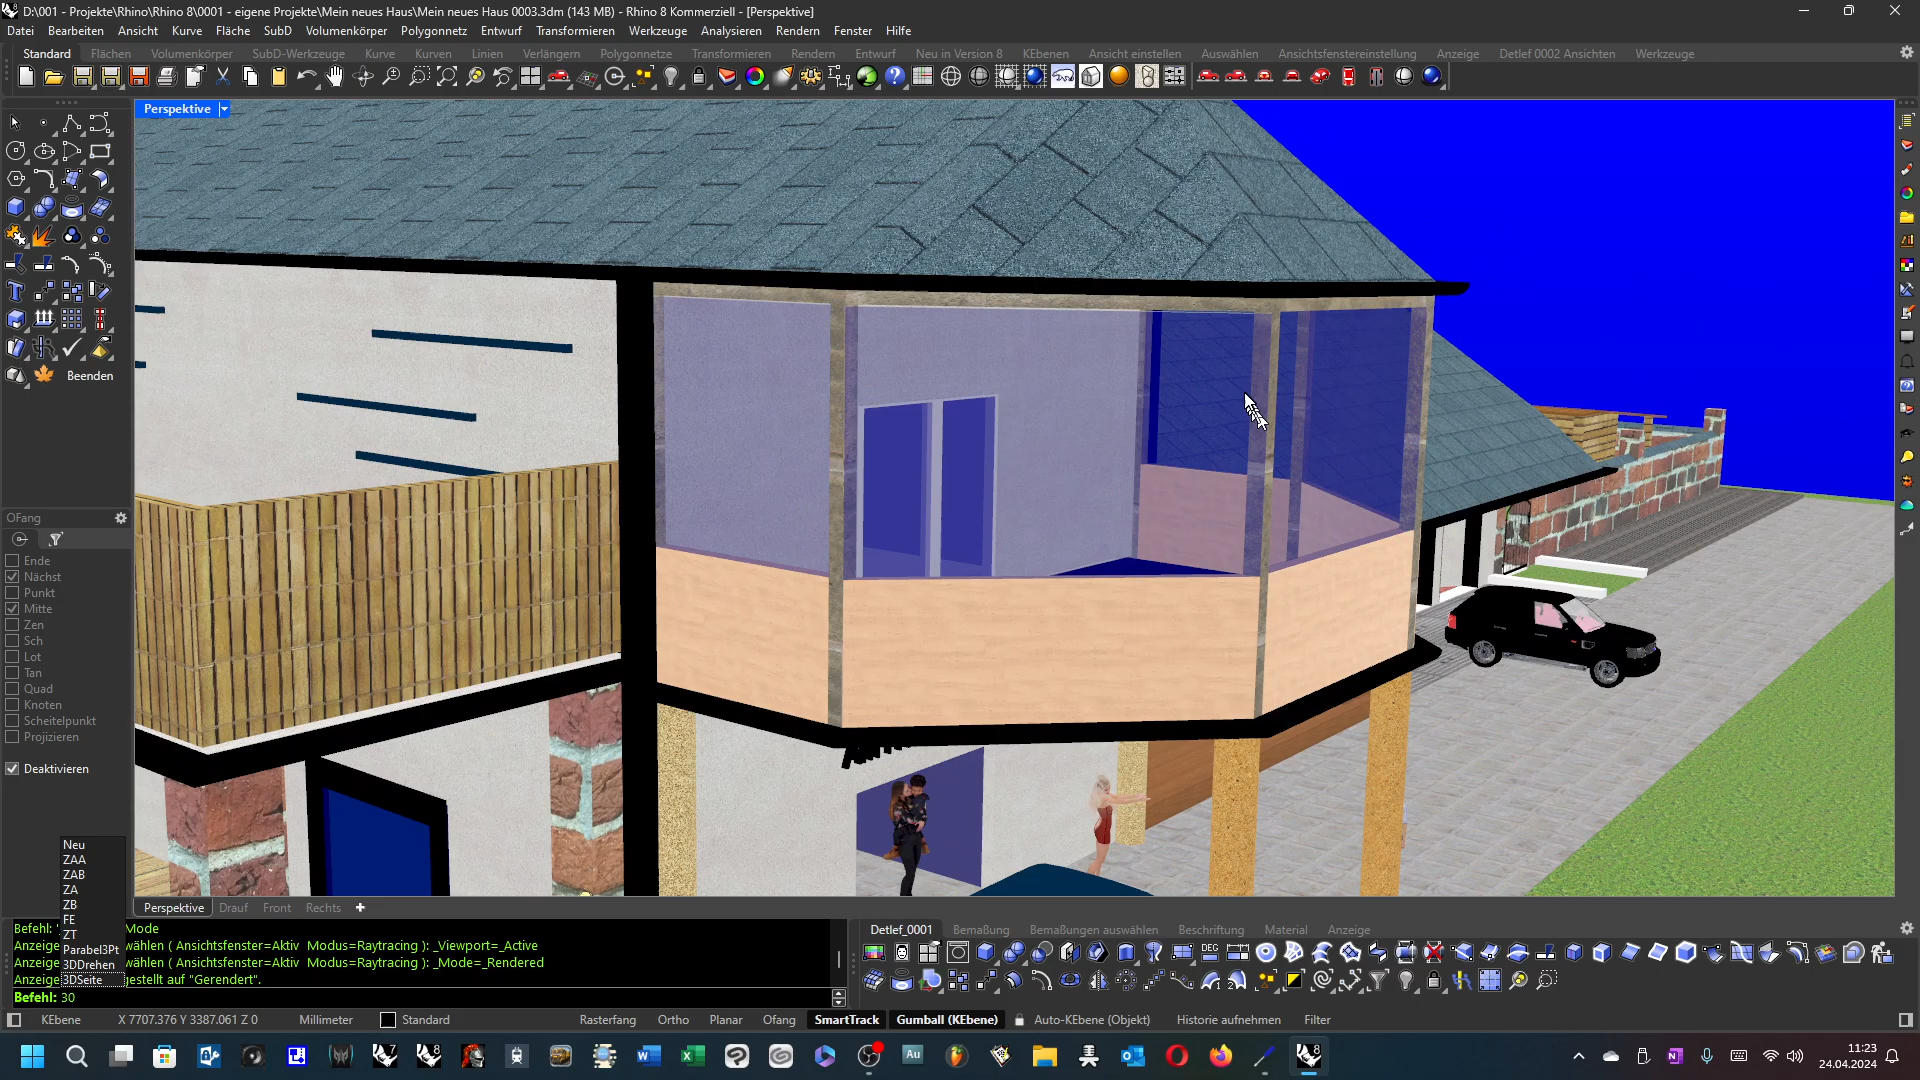 D:\001 - Projekte\Rhino\Rhino 8\0001 - eigene Projekte\Mein neues Haus\Mein neues Haus 0003.3dm (143 MB) - Rhino 8 Kommerziell - [Perspektive]
Datei Bearbeiten Ansicht Kurve Fläche SubD Volumenkörper Polygonnetz Entwurf Transformieren Werkzeuge Analysieren Rendern Fenster Hilfe
Standard Flächen Volumenkörper SubD-Werkzeuge Kurve Kurven Linien Verlängern Polygonnetze Transformieren Rendern Entwurf Neu in Version 8 KEbenen Ansicht einstellen Auswählen Ansichtsfenstereinstellung Anzeige Detlef 0002 Ansichten Werkzeuge
Perspektive
Beenden
OFang
Ende
Nächst
Punkt
Mitte
Zen
Sch
Lot
Tan
Quad
Knoten
Scheitelpunkt
Projizieren
Deaktivieren
Neu
ZAA
ZAB
ZA
ZB
FE
ZT
Parabel3Pt
3DDrehen
3DSeite
Perspektive Drauf Front Rechts
Befehl: Mode
Anzeige wählen ( Ansichtsfenster=Aktiv Modus=Raytracing ): _Viewport=_Active
Anzeige wählen ( Ansichtsfenster=Aktiv Modus=Raytracing ): _Mode=_Rendered
Anzeige gestellt auf "Gerendert".
Befehl: 30
Detlef_0001 Bemaßung Bemaßungen auswählen Beschriftung Material Anzeige
DEG
KEbene X 7707.376 Y 3387.061 Z 0 Millimeter Standard Rasterfang Ortho Planar Ofang SmartTrack Gumball (KEbene) Auto-KEbene (Objekt) Historie aufnehmen Filter
7 8 Au 8
11:23
24.04.2024